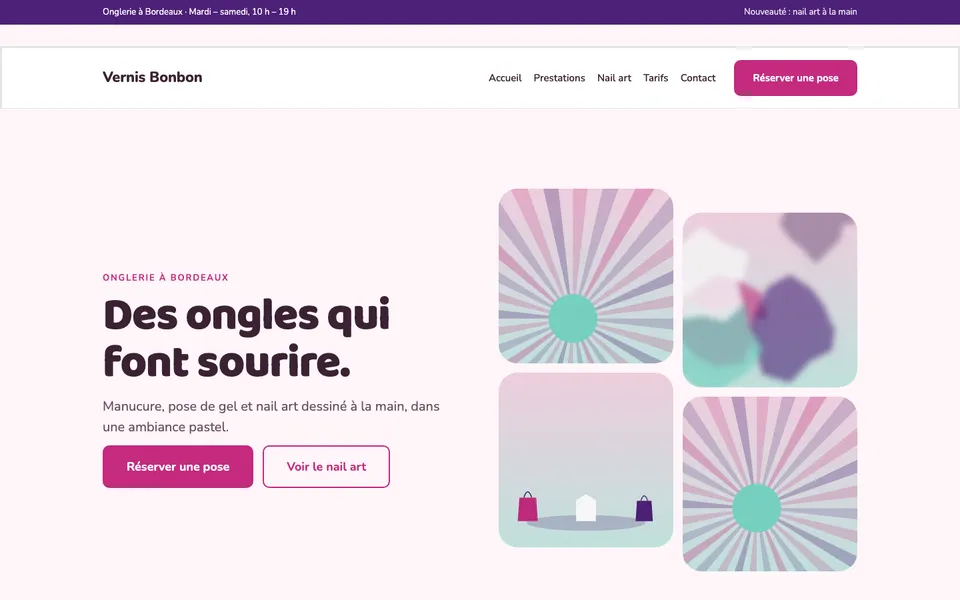 Onglerie à Bordeaux · Mardi – samedi, 10 h – 19 h
Nouveauté : nail art à la main
Vernis Bonbon
Accueil Prestations Nail art Tarifs Contact Réserver une pose
ONGLERIE À BORDEAUX
Des ongles qui
font sourire.
Manucure, pose de gel et nail art dessiné à la main, dans
une ambiance pastel.
Réserver une pose Voir le nail art